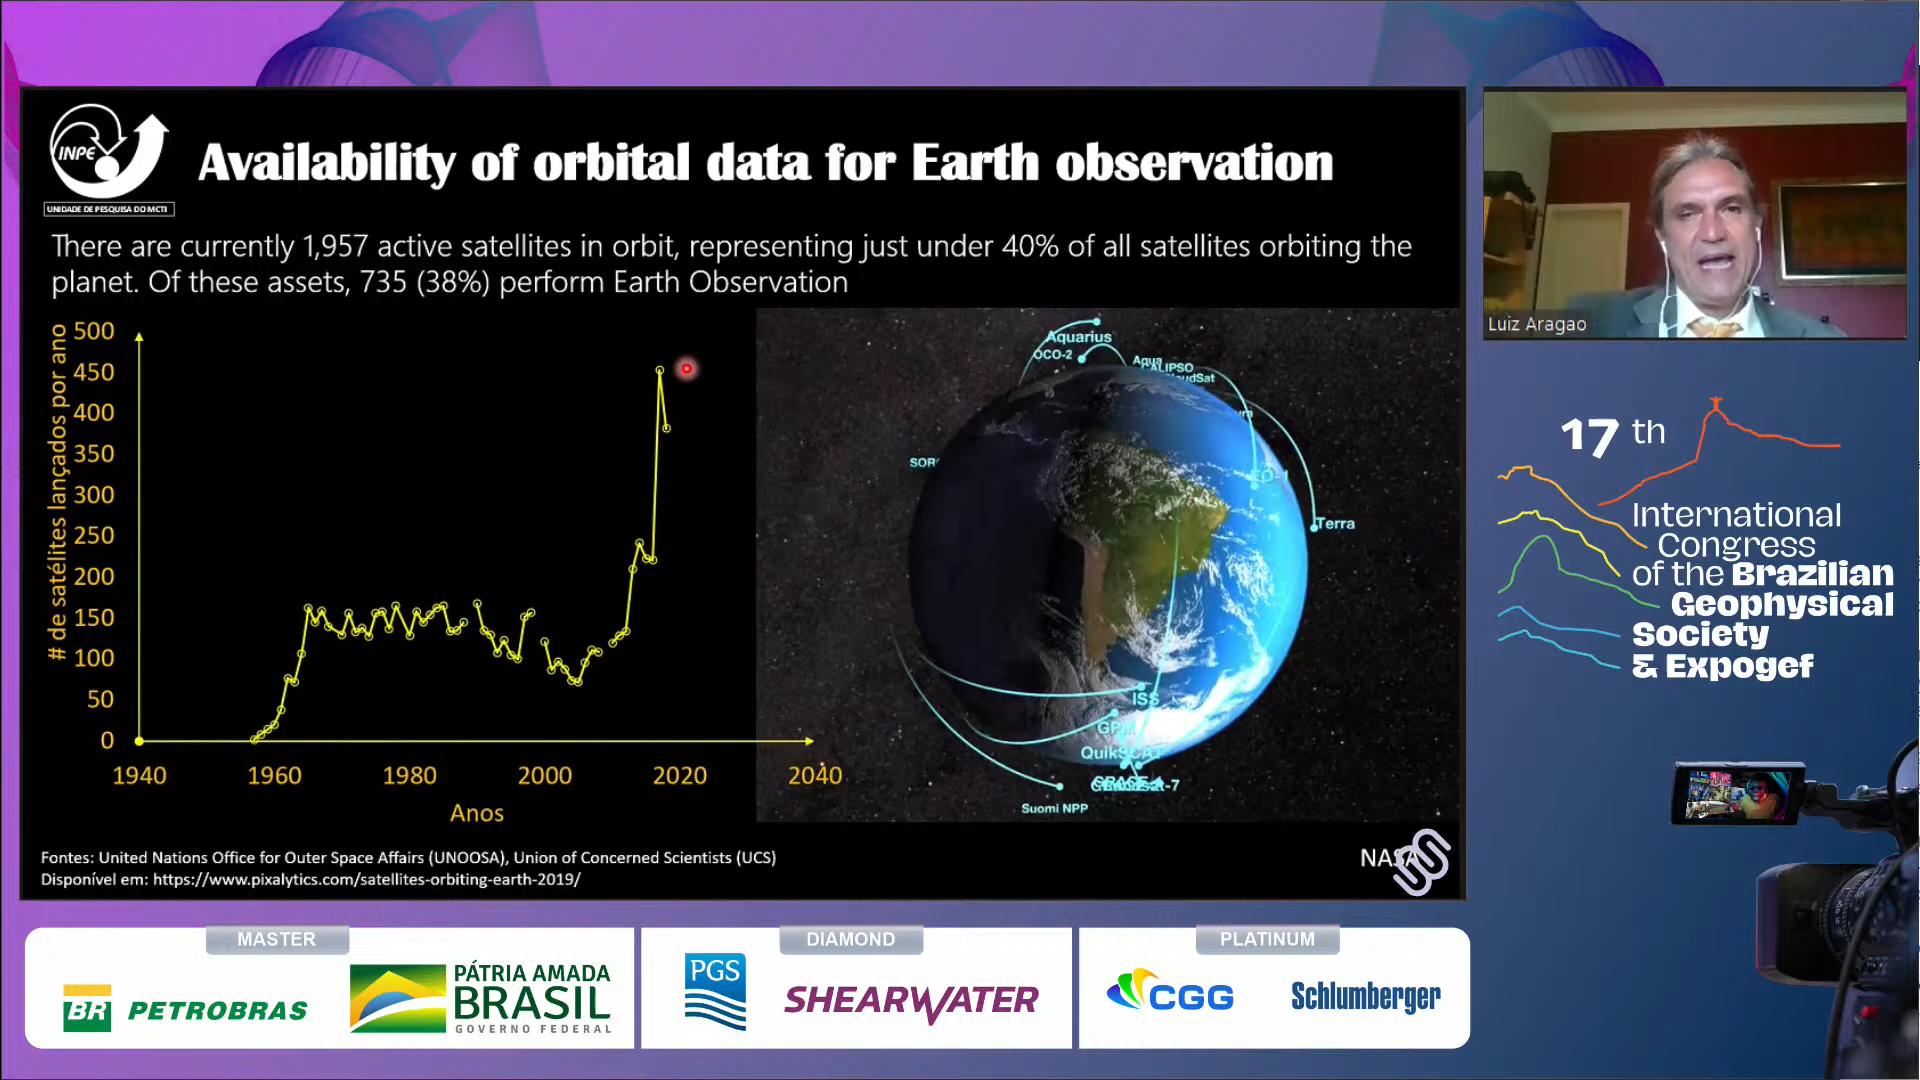 INPE
UNIDADE DE PESQUISA DO MCTI
Availability of orbital data for Earth observation
There are currently 1,957 active satellites in orbit, representing just under 40% of all satellites orbiting the
planet. Of these assets, 735 (38%) perform Earth Observation
# de satélites lançados por ano
500
450
400
350
300
250
200
150
100
50
0
1940
1960
1980
2000
2020
2040
Anos
Aquarius
OCO-2
Aqua
CALIPSO
CloudSat
EO-1
Terra
ISS
GPM
QuikSCAT
Suomi NPP
Fontes: United Nations Office for Outer Space Affairs (UNOOSA), Union of Concerned Scientists (UCS)
Disponível em: https://www.pixalytics.com/satellites-orbiting-earth-2019/
NASA
Luiz Aragao
17 th
International
Congress
of the Brazilian
Geophysical
Society
& Expogef
MASTER
BR PETROBRAS
PÁTRIA AMADA
BRASIL
GOVERNO FEDERAL
DIAMOND
PGS
SHEARWATER
PLATINUM
CGG
Schlumberger